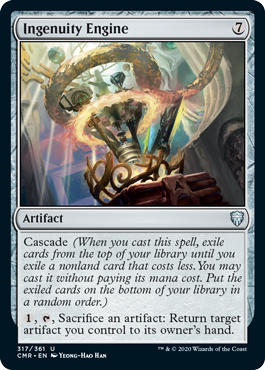 Ingenuity Engine 7
Artifact
Cascade (When you cast this spell, exile
cards from the top of your library until you
exile a nonland card that costs less. You may
cast it without paying its mana cost. Put the
exiled cards on the bottom of your library in
a random order.)
1, , Sacrifice an artifact: Return target
artifact you control to its owner's hand.
317/361 U
CMR • EN Yeong-Hao Han
™ & © 2020 Wizards of the Coast